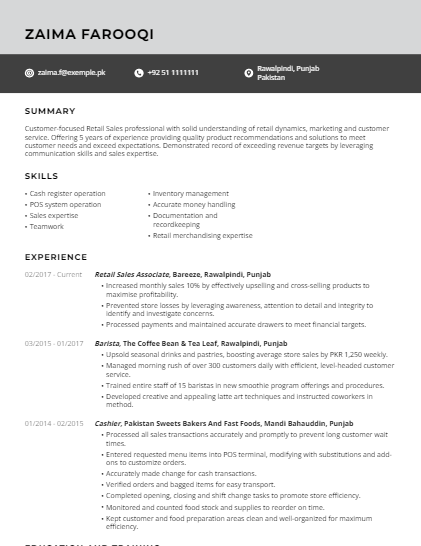 ZAIMA FAROOQI
zaima.f@exemple.pk
+92 51 1111111
Rawalpindi, Punjab
Pakistan
SUMMARY
Customer-focused Retail Sales professional with solid understanding of retail dynamics, marketing and customer
service. Offering 5 years of experience providing quality product recommendations and solutions to meet
customer needs and exceed expectations. Demonstrated record of exceeding revenue targets by leveraging
communication skills and sales expertise.
SKILLS
• Cash register operation
• POS system operation
• Sales expertise
• Teamwork
• Inventory management
• Accurate money handling
• Documentation and
recordkeeping
• Retail merchandising expertise
EXPERIENCE
02/2017 - Current
Retail Sales Associate, Bareeze, Rawalpindi, Punjab
• Increased monthly sales 10% by effectively upselling and cross-selling products to
maximise profitability.
• Prevented store losses by leveraging awareness, attention to detail and integrity to
identify and investigate concerns.
• Processed payments and maintained accurate drawers to meet financial targets.
03/2015 - 01/2017
Barista, The Coffee Bean & Tea Leaf, Rawalpindi, Punjab
• Upsold seasonal drinks and pastries, boosting average store sales by PKR 1,250 weekly.
• Managed morning rush of over 300 customers daily with efficient, level-headed customer
service.
• Trained entire staff of 15 baristas in new smoothie program offerings and procedures.
• Developed creative and appealing latte art techniques and instructed coworkers in
method.
01/2014 - 02/2015
Cashier, Pakistan Sweets Bakers And Fast Foods, Mandi Bahauddin, Punjab
• Processed all sales transactions accurately and promptly to prevent long customer wait
times.
• Entered requested menu items into POS terminal, modifying with substitutions and add-
ons to customize orders.
• Accurately made change for cash transactions.
• Verified orders and bagged items for easy transport.
• Completed opening, closing and shift change tasks to promote store efficiency.
• Monitored and counted food stock and supplies to reorder on time.
• Kept customer and food preparation areas clean and well-organized for maximum
efficiency.